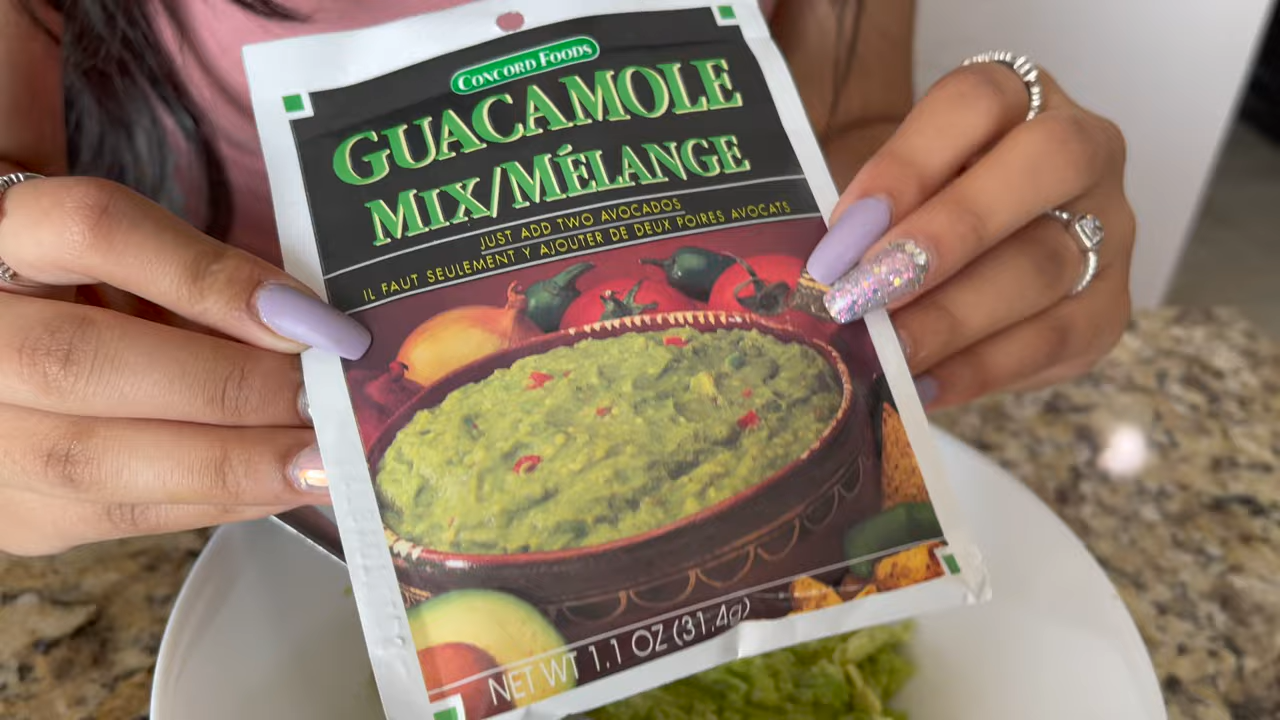 CONCORD FOODS
GUACAMOLE
MIX/MÉLANGE
JUST ADD TWO AVOCADOS
IL FAUT SEULEMENT Y AJOUTER DE DEUX POIRES AVOCATS
NET WT 1.1 OZ (31.4g)